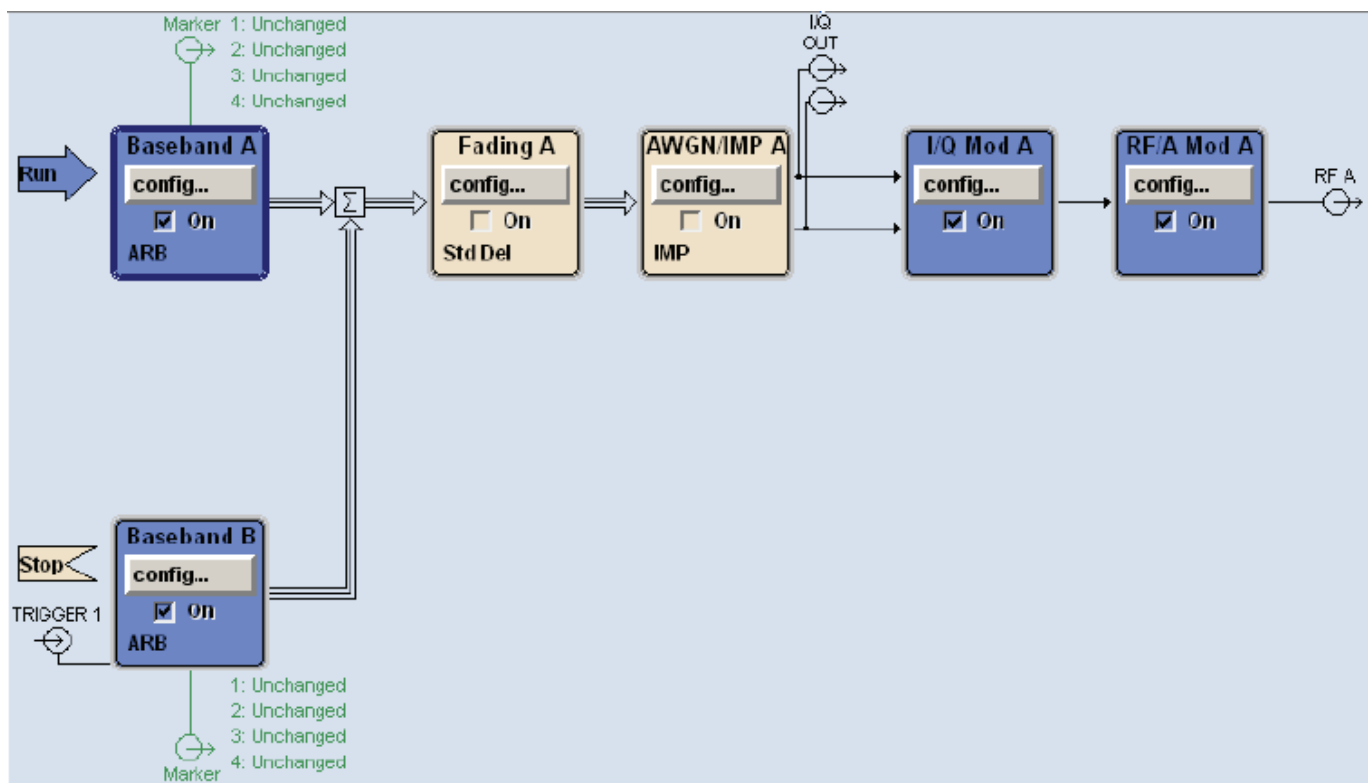 Marker 1: Unchanged
2: Unchanged
3: Unchanged
4: Unchanged
I/Q
OUT
Run
Baseband A
config...
On
ARB
Σ
Fading A
config...
On
Std Del
AWGN/IMP A
config...
On
IMP
I/Q Mod A
config...
On
RF/A Mod A
config...
On
RF A
Stop
TRIGGER 1
Baseband B
config...
On
ARB
1: Unchanged
2: Unchanged
3: Unchanged
Marker 4: Unchanged